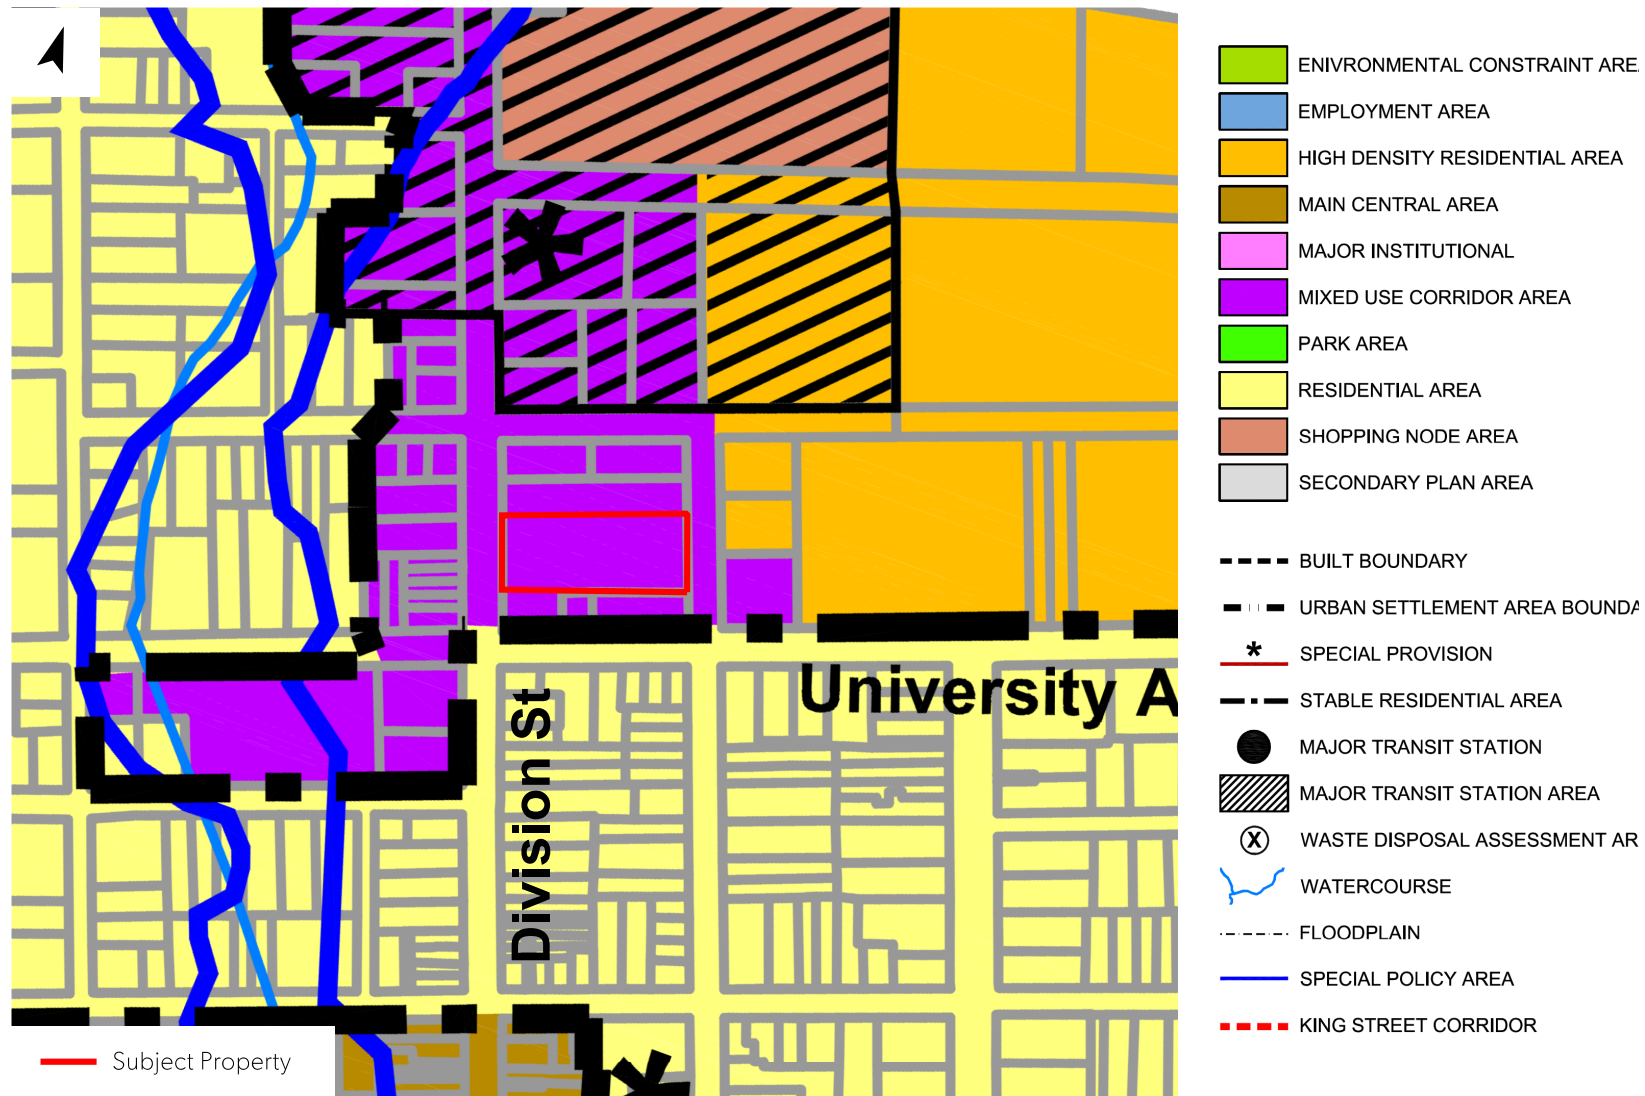 ENIVRONMENTAL CONSTRAINT ARE
EMPLOYMENT AREA
HIGH DENSITY RESIDENTIAL AREA
MAIN CENTRAL AREA
MAJOR INSTITUTIONAL
MIXED USE CORRIDOR AREA
PARK AREA
RESIDENTIAL AREA
SHOPPING NODE AREA
SECONDARY PLAN AREA
BUILT BOUNDARY
URBAN SETTLEMENT AREA BOUNDA
* SPECIAL PROVISION
STABLE RESIDENTIAL AREA
MAJOR TRANSIT STATION
MAJOR TRANSIT STATION AREA
X WASTE DISPOSAL ASSESSMENT AR
WATERCOURSE
FLOODPLAIN
SPECIAL POLICY AREA
KING STREET CORRIDOR
University A
Division St
Subject Property